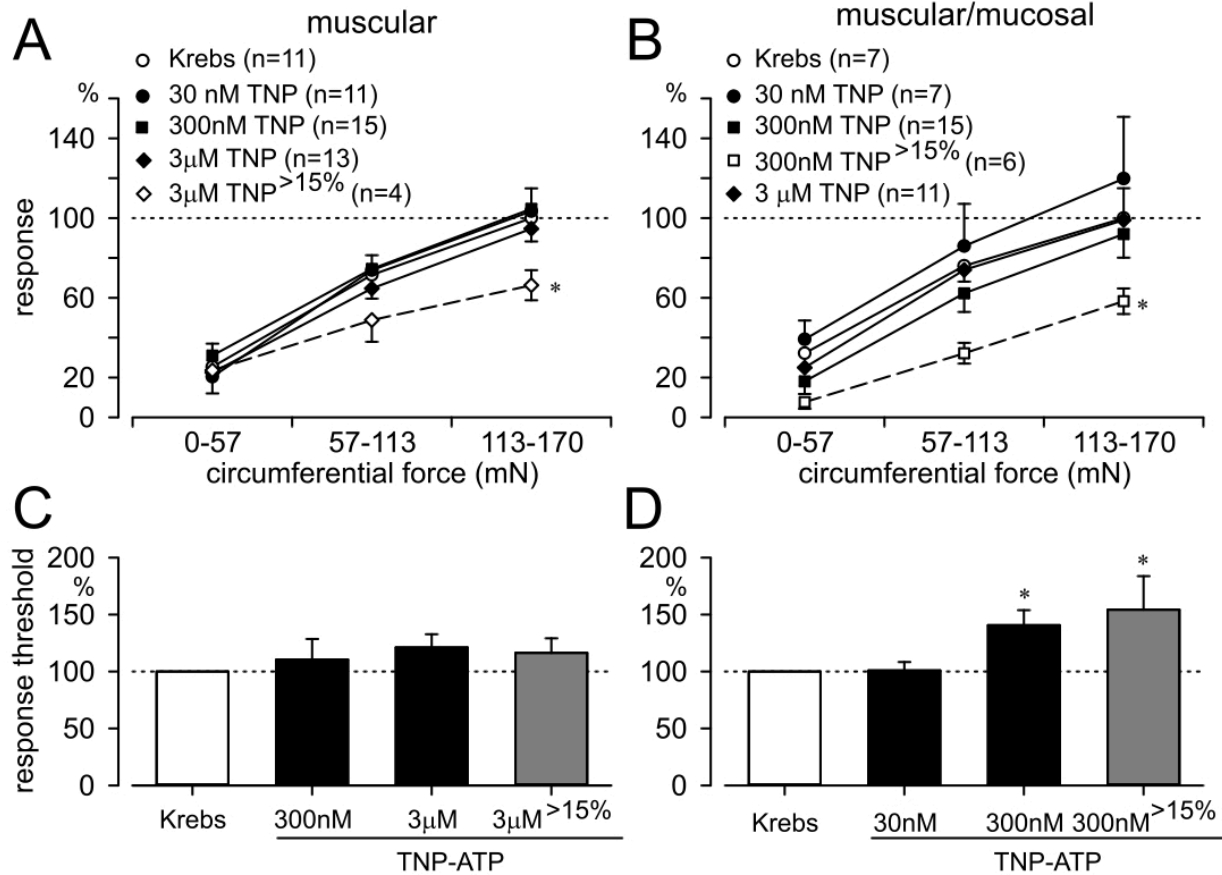 A
muscular
Krebs (n=11)
30 nM TNP (n=11)
300nM TNP (n=15)
3µM TNP (n=13)
3µM TNP>15% (n=4)
%
140
100
60
20
0
response
*
0-57 57-113 113-170
circumferential force (mN)
B
muscular/mucosal
Krebs (n=7)
30 nM TNP (n=7)
300nM TNP (n=15)
300nM TNP>15% (n=6)
3 µM TNP (n=11)
%
140
100
60
20
0
*
0-57 57-113 113-170
circumferential force (mN)
C
200
%
150
100
50
0
response threshold
Krebs 300nM 3µM 3µM>15%
TNP-ATP
D
200
%
150
100
50
0
* *
Krebs 30nM 300nM 300nM>15%
TNP-ATP